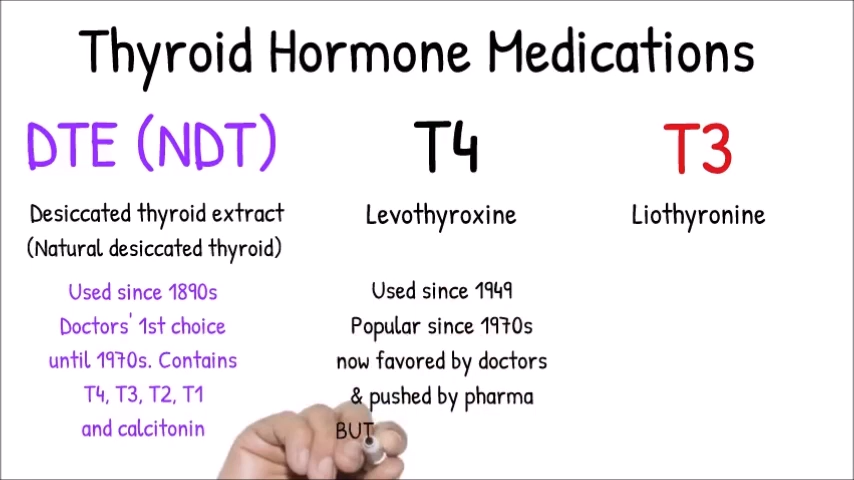 Thyroid Hormone Medications
DTE (NDT)
Desiccated thyroid extract
(Natural desiccated thyroid)
Used since 1890s
Doctors' 1st choice
until 1970s. Contains
T4, T3, T2, T1
and calcitonin
T4
Levothyroxine
Used since 1949
Popular since 1970s
now favored by doctors
& pushed by pharma
BUT
T3
Liothyronine